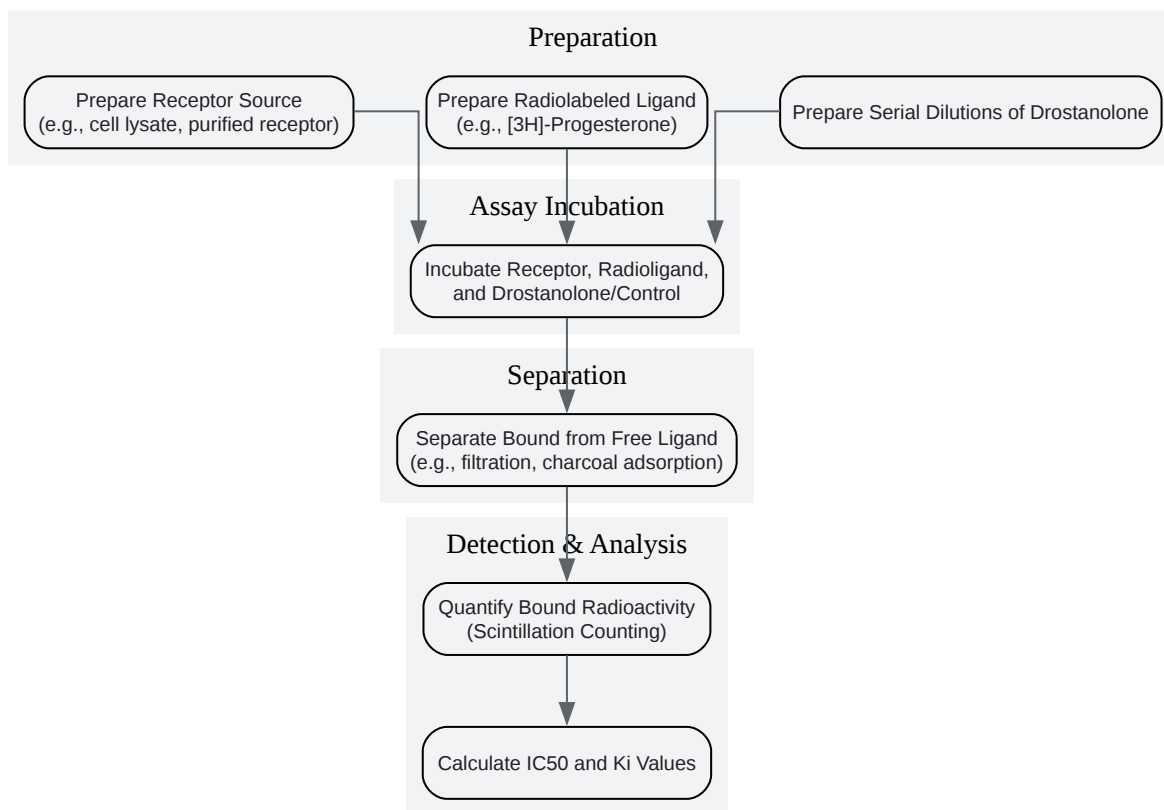 Preparation
Prepare Receptor Source
(e.g., cell lysate, purified receptor)
Prepare Radiolabeled Ligand
(e.g., [3H]-Progesterone)
Prepare Serial Dilutions of Drostanolone
Assay Incubation
Incubate Receptor, Radioligand,
and Drostanolone/Control
Separation
Separate Bound from Free Ligand
(e.g., filtration, charcoal adsorption)
Detection & Analysis
Quantify Bound Radioactivity
(Scintillation Counting)
Calculate IC50 and Ki Values